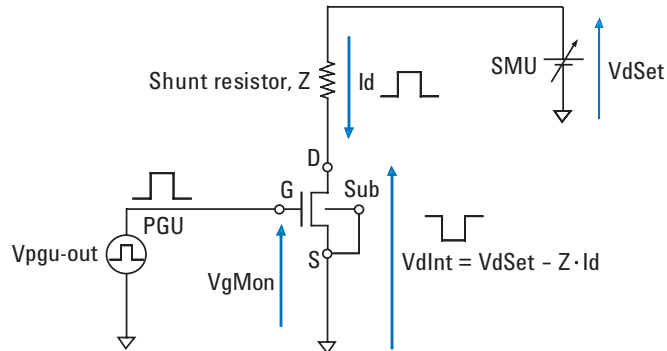 Shunt resistor, Z
Id
SMU
VdSet
D
G
Sub
PGU
Vpgu-out
S
VgMon
VdInt = VdSet - Z·Id